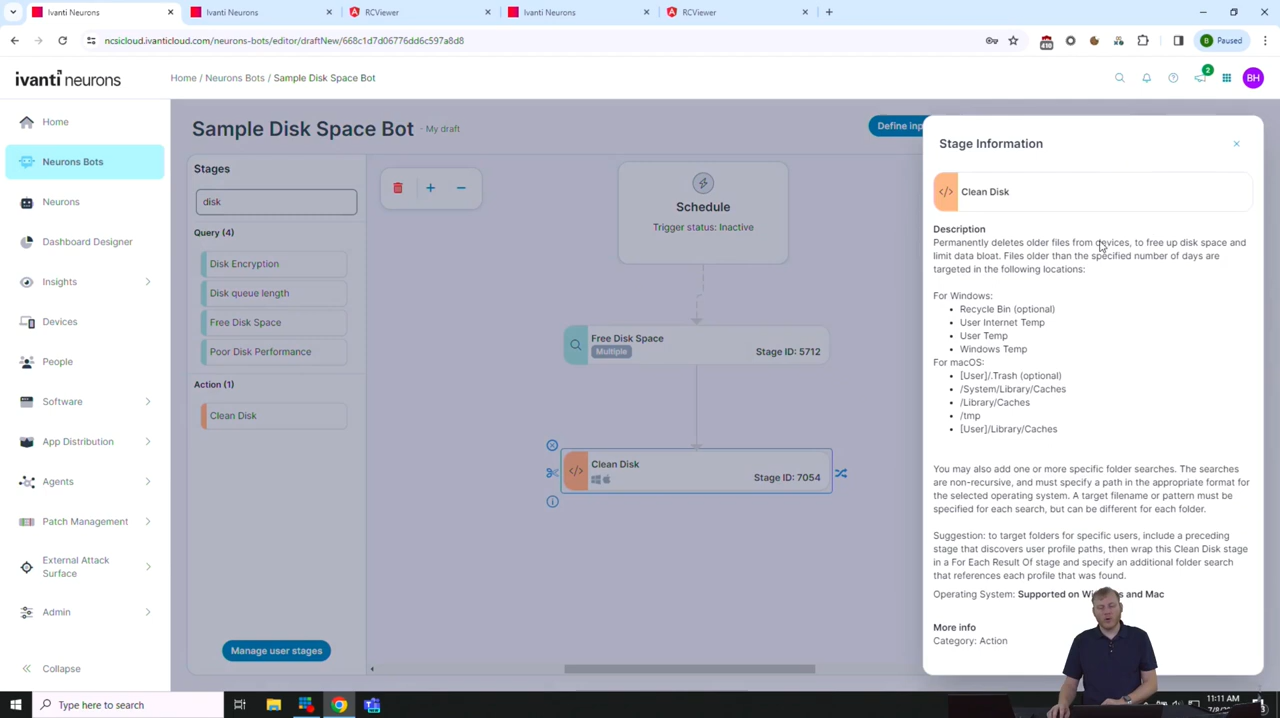 Ivanti Neurons
Ivanti Neurons
RCViewer
Ivanti Neurons
RCViewer
ncsicloud.ivanticloud.com/neurons-bots/editor/draftNew/668c1d7d06776dd6c597a8d8
B Paused
ivanti neurons
Home / Neurons Bots / Sample Disk Space Bot
2
BH
Home
Neurons Bots
Neurons
Dashboard Designer
Insights
Devices
People
Software
App Distribution
Agents
Patch Management
External Attack
Surface
Admin
Collapse
Sample Disk Space Bot - My draft
Define inp
Stages
disk
Query (4)
Disk Encryption
Disk queue length
Free Disk Space
Poor Disk Performance
Action (1)
Clean Disk
Manage user stages
Schedule
Trigger status: Inactive
Free Disk Space
Multiple
Stage ID: 5712
Clean Disk
Stage ID: 7054
Stage Information
Clean Disk
Description
Permanently deletes older files from devices, to free up disk space and
limit data bloat. Files older than the specified number of days are
targeted in the following locations:
For Windows:
• Recycle Bin (optional)
• User Internet Temp
• User Temp
• Windows Temp
For macOS:
• [User]/.Trash (optional)
• /System/Library/Caches
• /Library/Caches
• /tmp
• [User]/Library/Caches
You may also add one or more specific folder searches. The searches
are non-recursive, and must specify a path in the appropriate format for
the selected operating system. A target filename or pattern must be
specified for each search, but can be different for each folder.
Suggestion: to target folders for specific users, include a preceding
stage that discovers user profile paths, then wrap this Clean Disk stage
in a For Each Result Of stage and specify an additional folder search
that references each profile that was found.
Operating System: Supported on and Mac
More info
Category: Action
Type here to search
11:11 AM